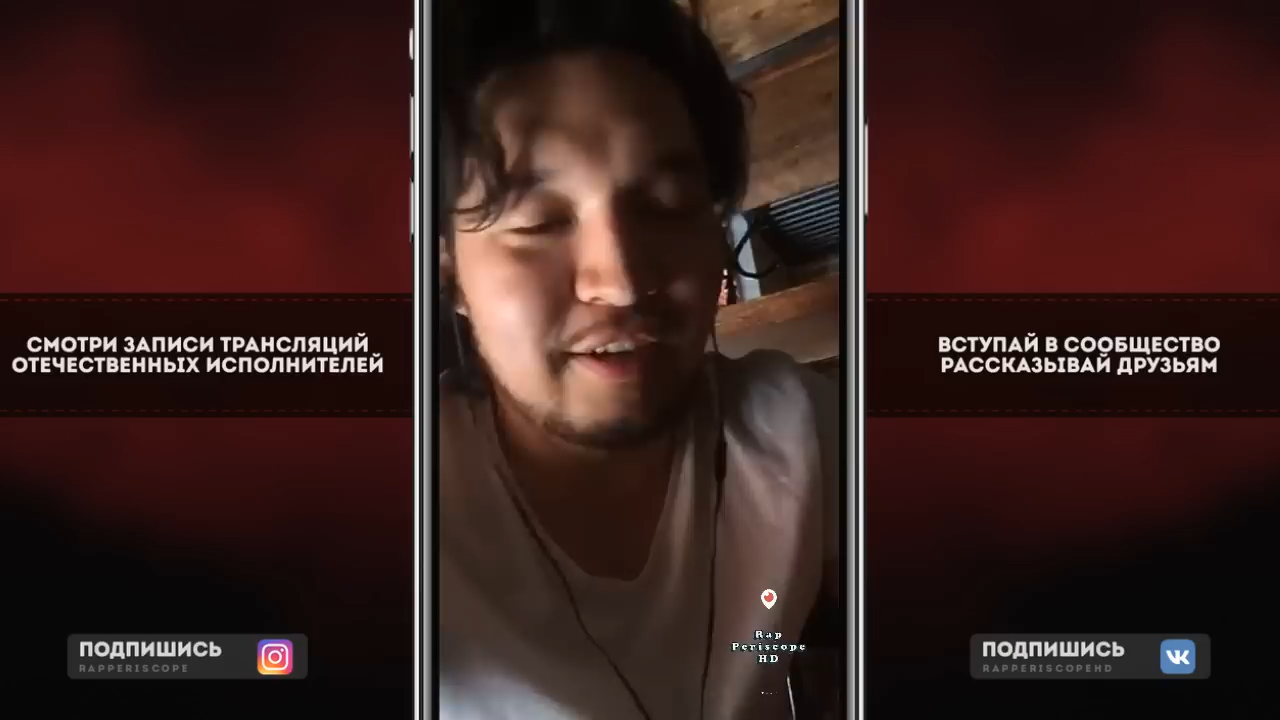 СМОТРИ ЗАПИСИ ТРАНСЛЯЦИЙ
ОТЕЧЕСТВЕННЫХ ИСПОЛНИТЕЛЕЙ
ВСТУПАЙ В СООБЩЕСТВО
РАССКАЗЫВАЙ ДРУЗЬЯМ
Rap
Periscope
HD
ПОДПИШИСЬ
RAPPERISCOPE
ПОДПИШИСЬ
RAPPERISCOPEHD